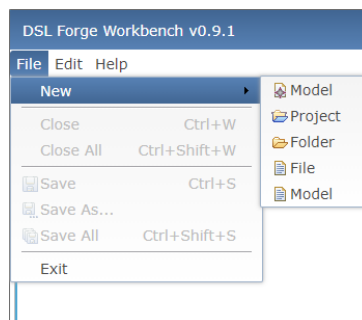 DSL Forge Workbench v0.9.1
File Edit Help
New
Model
Project
Folder
File
Model
Close Ctrl+W
Close All Ctrl+Shift+W
Save Ctrl+S
Save As...
Save All Ctrl+Shift+S
Exit